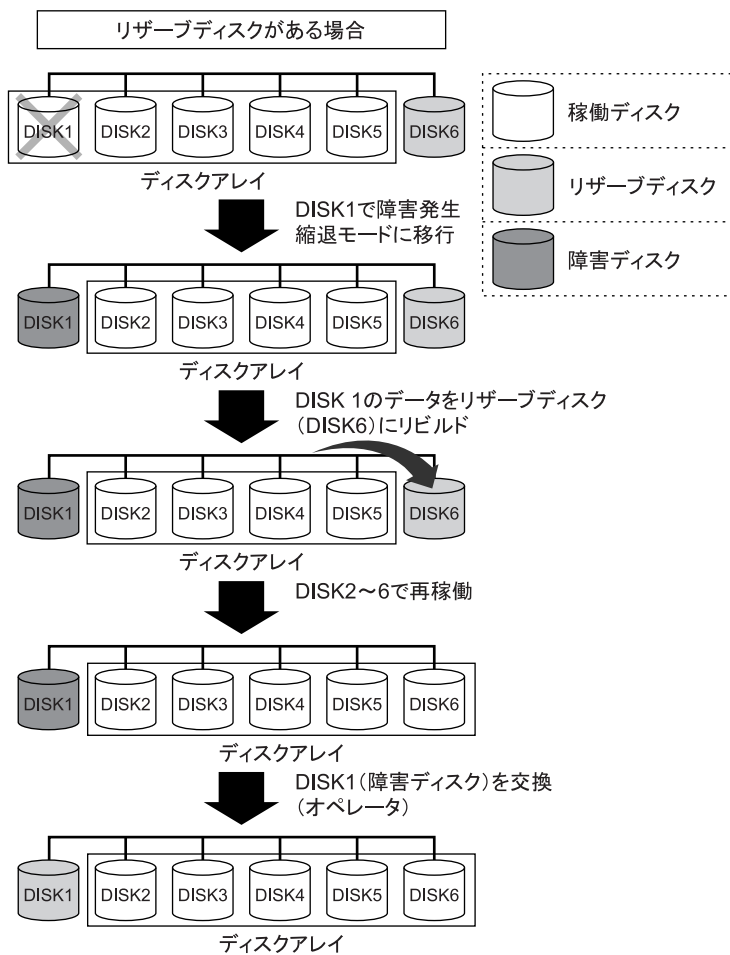 リザーブディスクがある場合
DISK1 DISK2 DISK3 DISK4 DISK5 DISK6
ディスクアレイ
稼働ディスク
リザーブディスク
障害ディスク
DISK1で障害発生
縮退モードに移行
DISK1 DISK2 DISK3 DISK4 DISK5 DISK6
ディスクアレイ
DISK 1のデータをリザーブディスク
(DISK6)にリビルド
DISK1 DISK2 DISK3 DISK4 DISK5 DISK6
ディスクアレイ
DISK2～6で再稼働
DISK1 DISK2 DISK3 DISK4 DISK5 DISK6
ディスクアレイ
DISK1(障害ディスク)を交換
(オペレータ)
DISK1 DISK2 DISK3 DISK4 DISK5 DISK6
ディスクアレイ